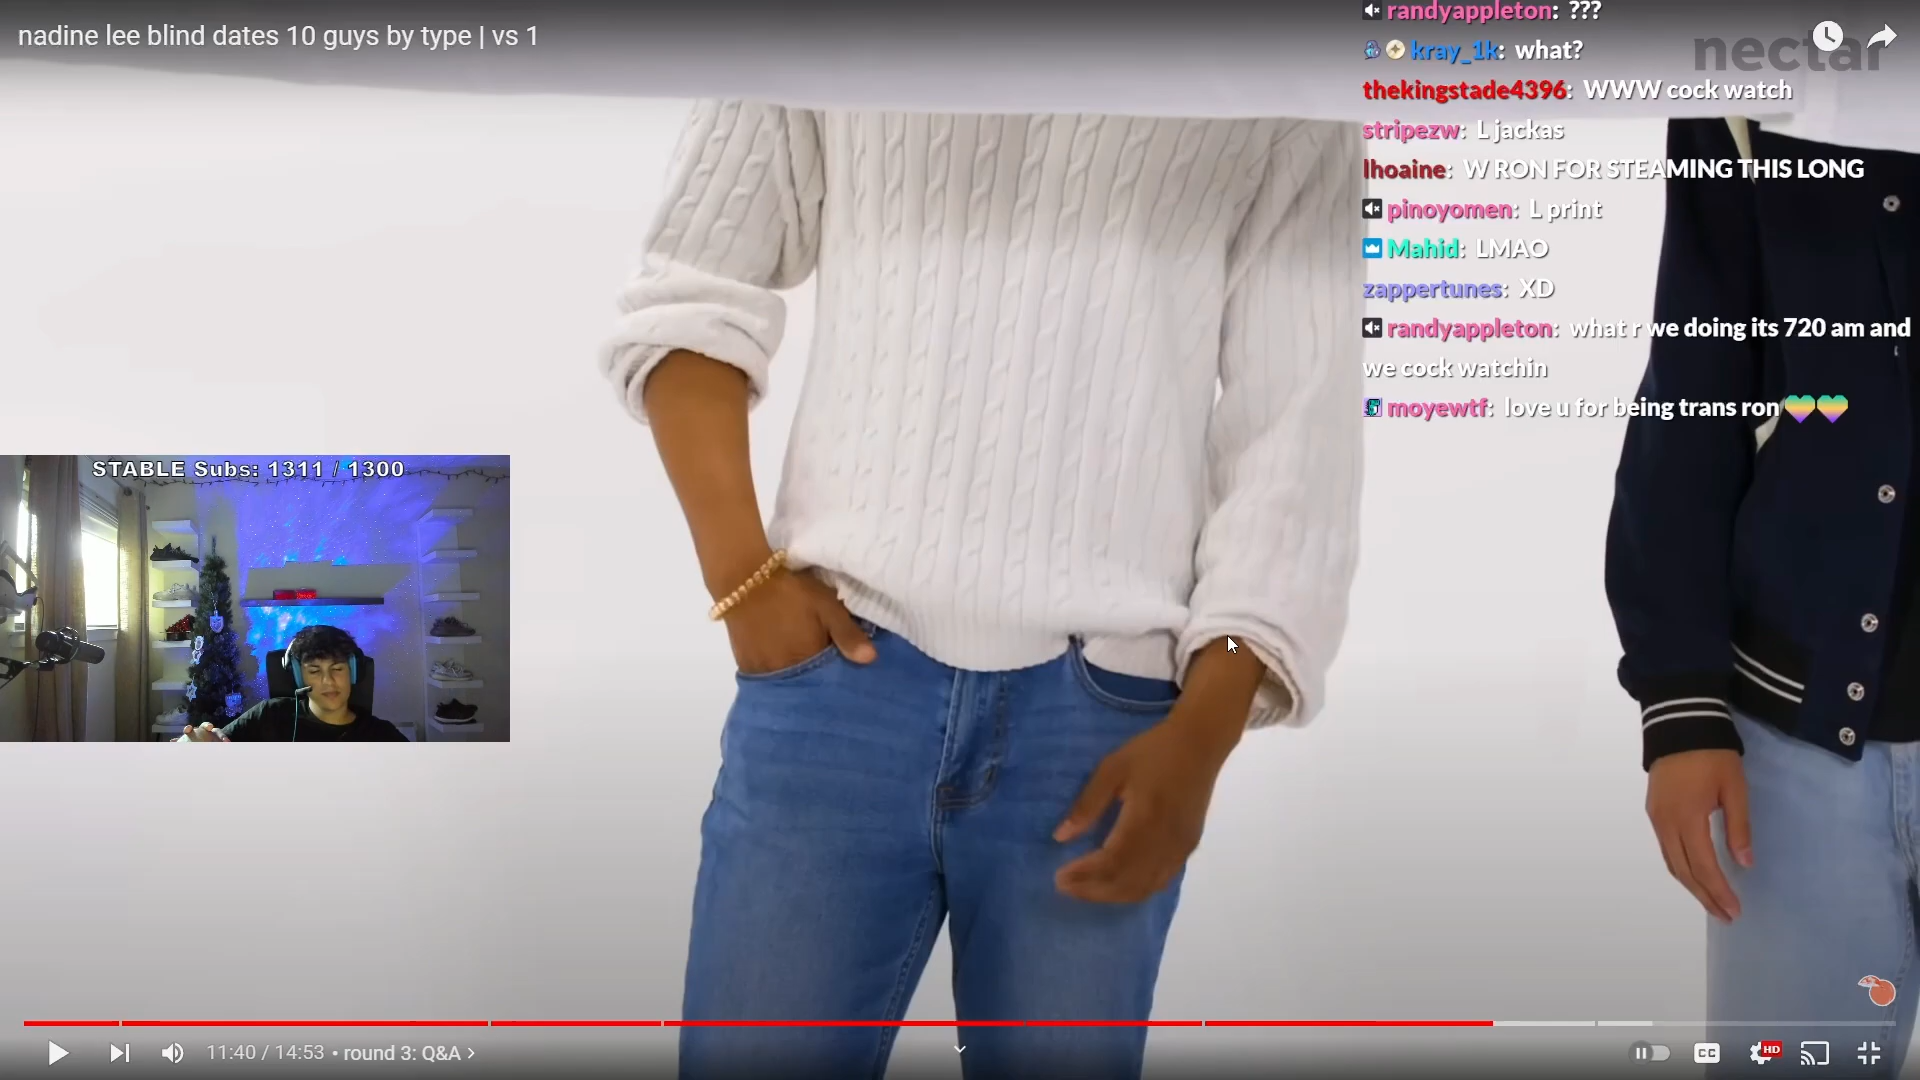 nadine lee blind dates 10 guys by type | vs 1
nectar
randyappleton: ???
kray_1k: what?
thekingstade4396: WWW cock watch
stripezw: L jackas
lhoaine: W RON FOR STEAMING THIS LONG
pinoyomen: L print
Mahid: LMAO
zappertunes: XD
randyappleton: what r we doing its 720 am and
we cock watchin
moyewtf: love u for being trans ron
STABLE Subs: 1311 / 1300
11:40 / 14:53 • round 3: Q&A >
CC
HD